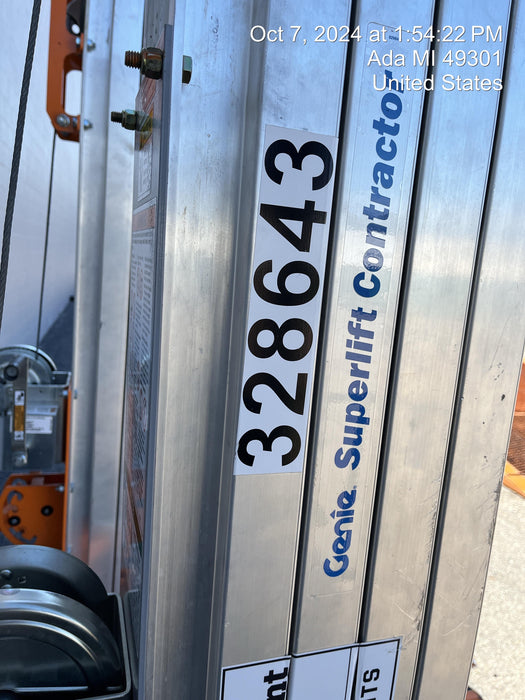 Oct 7, 2024 at 1:54:22 PM
Ada MI 49301
United States
328643
Genie Superlift Contractor